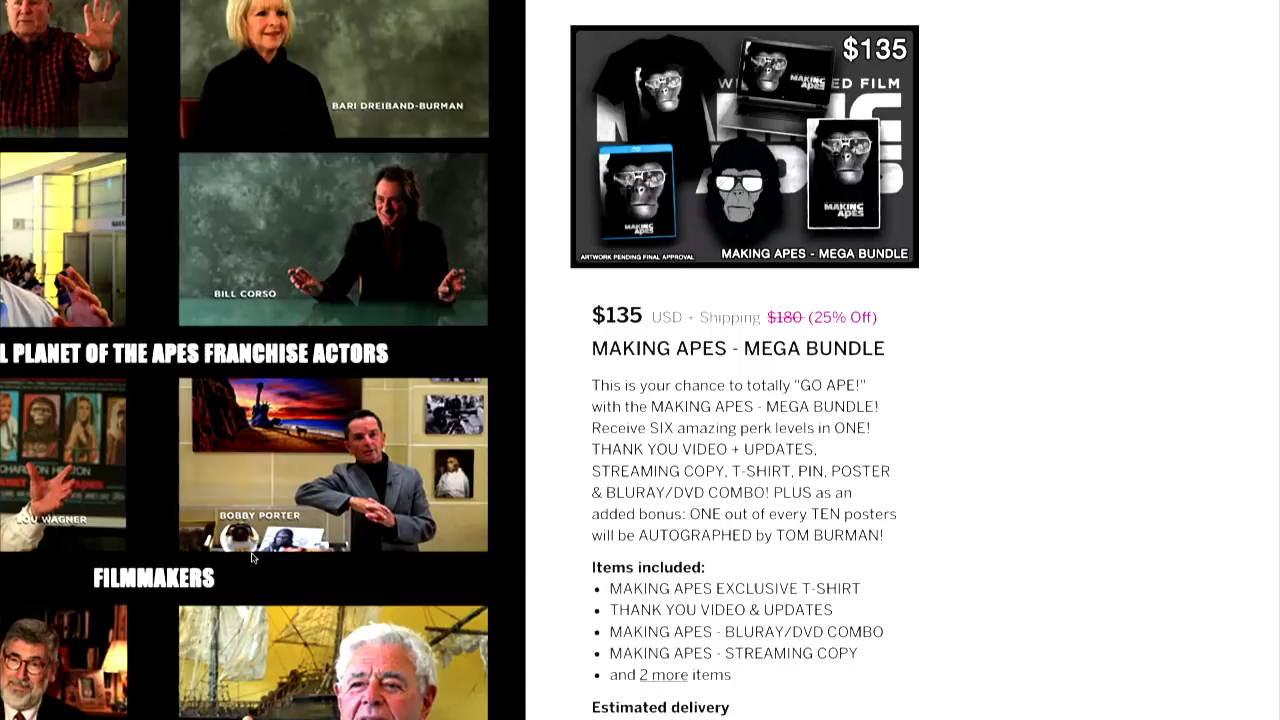 BARI DREIBAND-BURMAN
BILL CORSO
L PLANET OF THE APES FRANCHISE ACTORS
LOU WAGNER
BOBBY PORTER
FILMMAKERS
$135
ED FILM
MAKING
APES
MAKING
APES
MAKING
APES
ARTWORK PENDING FINAL APPROVAL
MAKING APES - MEGA BUNDLE
$135 USD + Shipping $180 (25% Off)
MAKING APES - MEGA BUNDLE
This is your chance to totally "GO APE!"
with the MAKING APES - MEGA BUNDLE!
Receive SIX amazing perk levels in ONE!
THANK YOU VIDEO + UPDATES,
STREAMING COPY, T-SHIRT, PIN, POSTER
& BLURAY/DVD COMBO! PLUS as an
added bonus: ONE out of every TEN posters
will be AUTOGRAPHED by TOM BURMAN!
Items included:
• MAKING APES EXCLUSIVE T-SHIRT
• THANK YOU VIDEO & UPDATES
• MAKING APES - BLURAY/DVD COMBO
• MAKING APES - STREAMING COPY
• and 2 more items
Estimated delivery